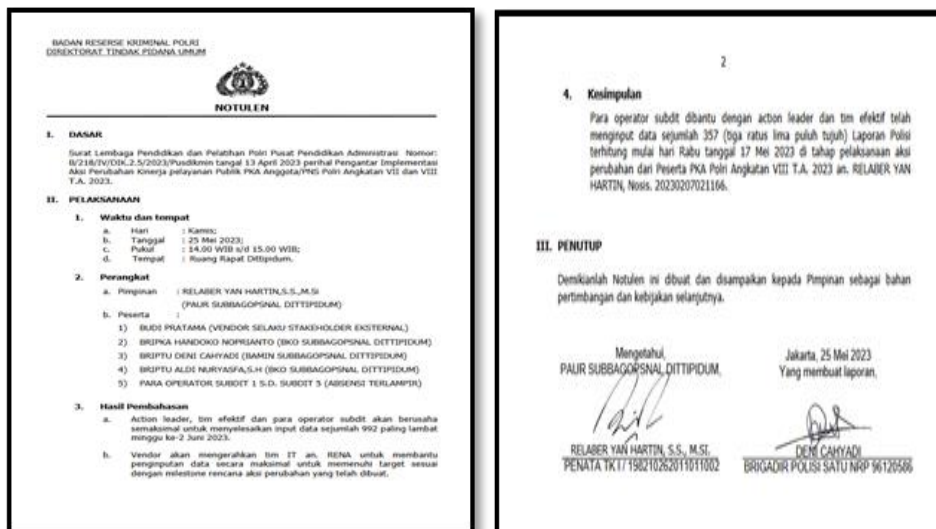 BADAN RESERSE KRIMINAL POLRI
DIREKTORAT TINDAK PIDANA UMUM
NOTULEN
I. DASAR
Surat Lembaga Pendidikan dan Pelatihan Polri Pusat Pendidikan Administrasi Nomor:
B/218/IV/DIK.2.5/2023/Pusdikmin tangal 13 April 2023 perihal Pengantar Implementasi
Aksi Perubahan Kinerja pelayanan Publik PKA Anggota/PNS Polri Angkatan VII dan VIII
T.A. 2023.
II. PELAKSANAAN
1. Waktu dan tempat
a. Hari : Kamis;
b. Tanggal : 25 Mei 2023;
c. Pukul : 14.00 WIB s/d 15.00 WIB;
d. Tempat : Ruang Rapat Dittipidum.
2. Perangkat
a. Pimpinan : RELABER YAN HARTIN,S.S.,M.Si
(PAUR SUBBAGOPSNAL DITTIPIDUM)
b. Peserta :
1) BUDI PRATAMA (VENDOR SELAKU STAKEHOLDER EKSTERNAL)
2) BRIPKA HANDOKO NOPRIANTO (BKO SUBBAGOPSNAL DITTIPIDUM)
3) BRIPTU DENI CAHYADI (BAMIN SUBBAGOPSNAL DITTIPIDUM)
4) BRIPTU ALDI NURYASFA,S.H (BKO SUBBAGOPSNAL DITTIPIDUM)
5) PARA OPERATOR SUBDIT 1 S.D. SUBDIT 5 (ABSENSI TERLAMPIR)
3. Hasil Pembahasan
a. Action leader, tim efektif dan para operator subdit akan berusaha
semaksimal untuk menyelesaikan input data sejumlah 992 paling lambat
minggu ke-2 Juni 2023.
b. Vendor akan mengerahkan tim IT an. RENA untuk membantu
penginputan data secara maksimal untuk memenuhi target sesuai
dengan milestone rencana aksi perubahan yang telah dibuat.
2
4. Kesimpulan
Para operator subdit dibantu dengan action leader dan tim efektif telah
menginput data sejumlah 357 (tiga ratus lima puluh tujuh) Laporan Polisi
terhitung mulai hari Rabu tanggal 17 Mei 2023 di tahap pelaksanaan aksi
perubahan dari Peserta PKA Polri Angkatan VIII T.A. 2023 an. RELABER YAN
HARTIN, Nosis. 20230207021166.
III. PENUTUP
Demikianlah Notulen ini dibuat dan disampaikan kepada Pimpinan sebagai bahan
pertimbangan dan kebijakan selanjutnya.
Mengetahui,
PAUR SUBBAGOPSNAL DITTIPIDUM,
RELABER YAN HARTIN, S.S., M.SI.
PENATA TK I / 198210262011011002
Jakarta, 25 Mei 2023
Yang membuat laporan,
DENI CAHYADI
BRIGADIR POLISI SATU NRP 96120586